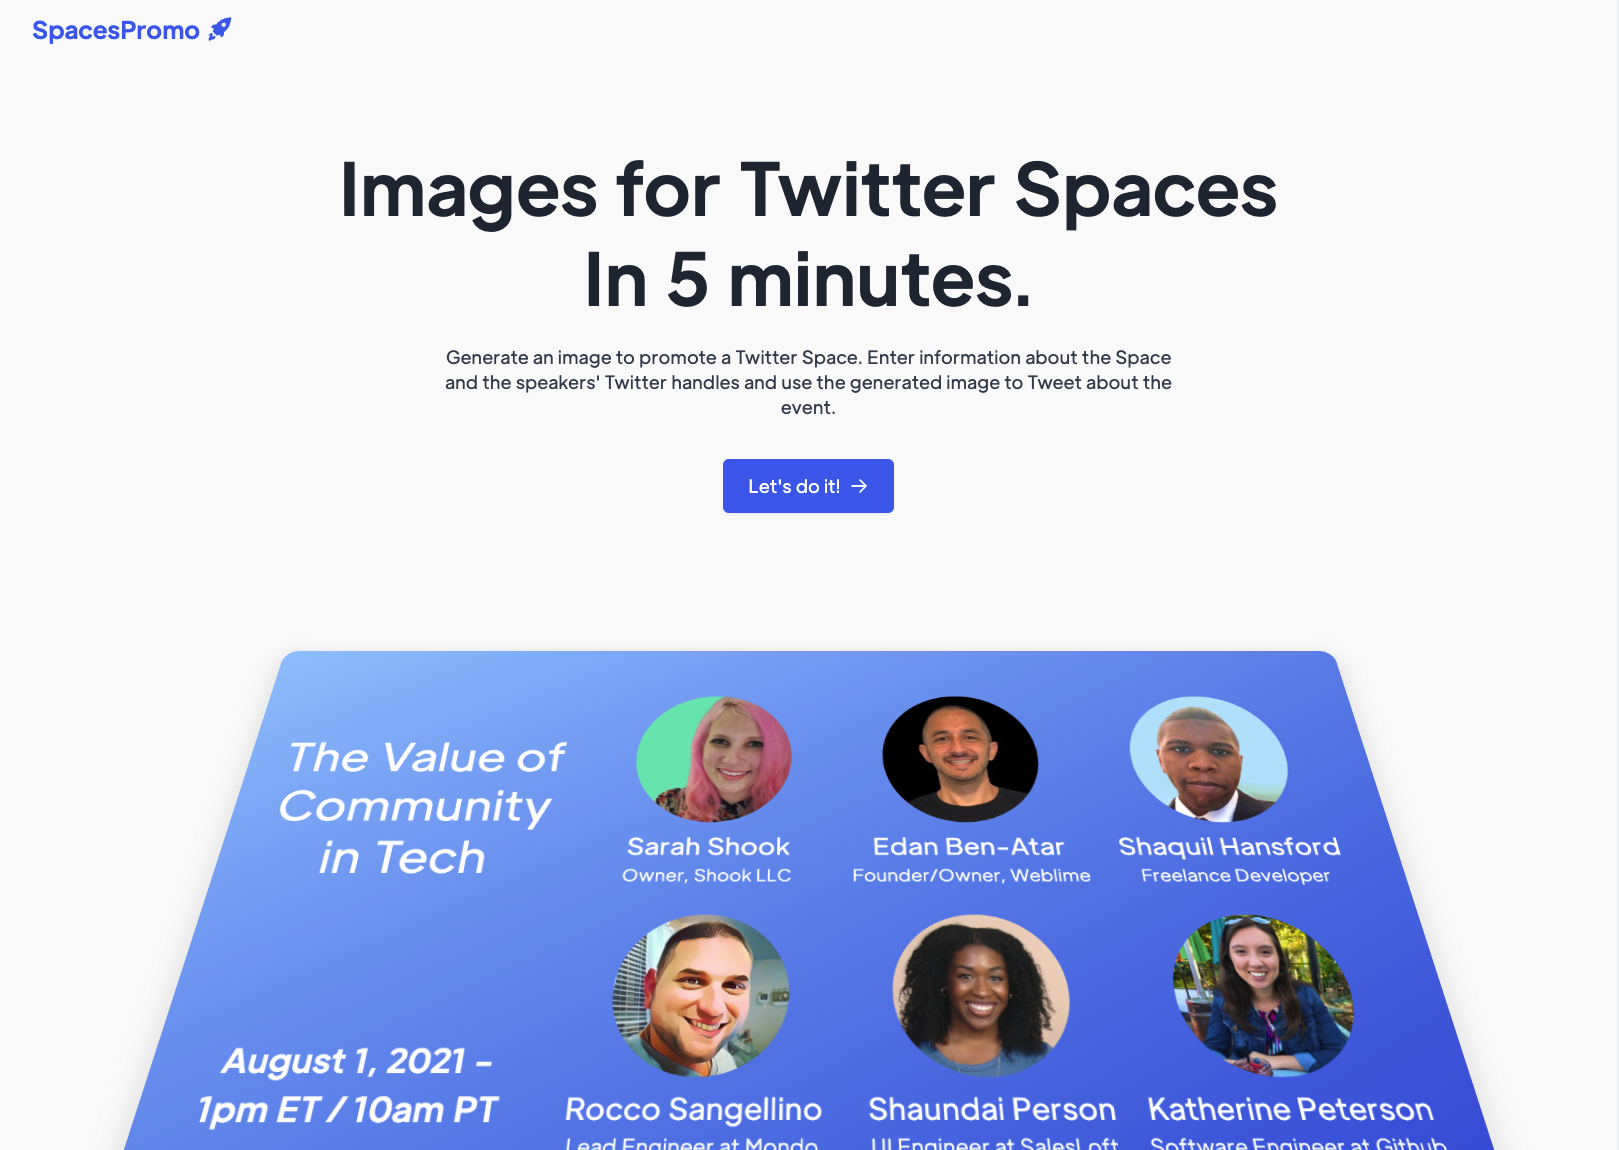 SpacesPromo
Images for Twitter Spaces
In 5 minutes.
Generate an image to promote a Twitter Space. Enter information about the Space
and the speakers' Twitter handles and use the generated image to Tweet about the
event.
Let's do it!
The Value of
Community
in Tech
Sarah Shook
Owner, Shook LLC
Edan Ben-Atar
Founder/Owner, Weblime
Shaquil Hansford
Freelance Developer
August 1, 2021 -
1pm ET / 10am PT
Rocco Sangellino
Lead Engineer at Mondo
Shaundai Person
UI Engineer at SalesLoft
Katherine Peterson
Software Engineer at Github